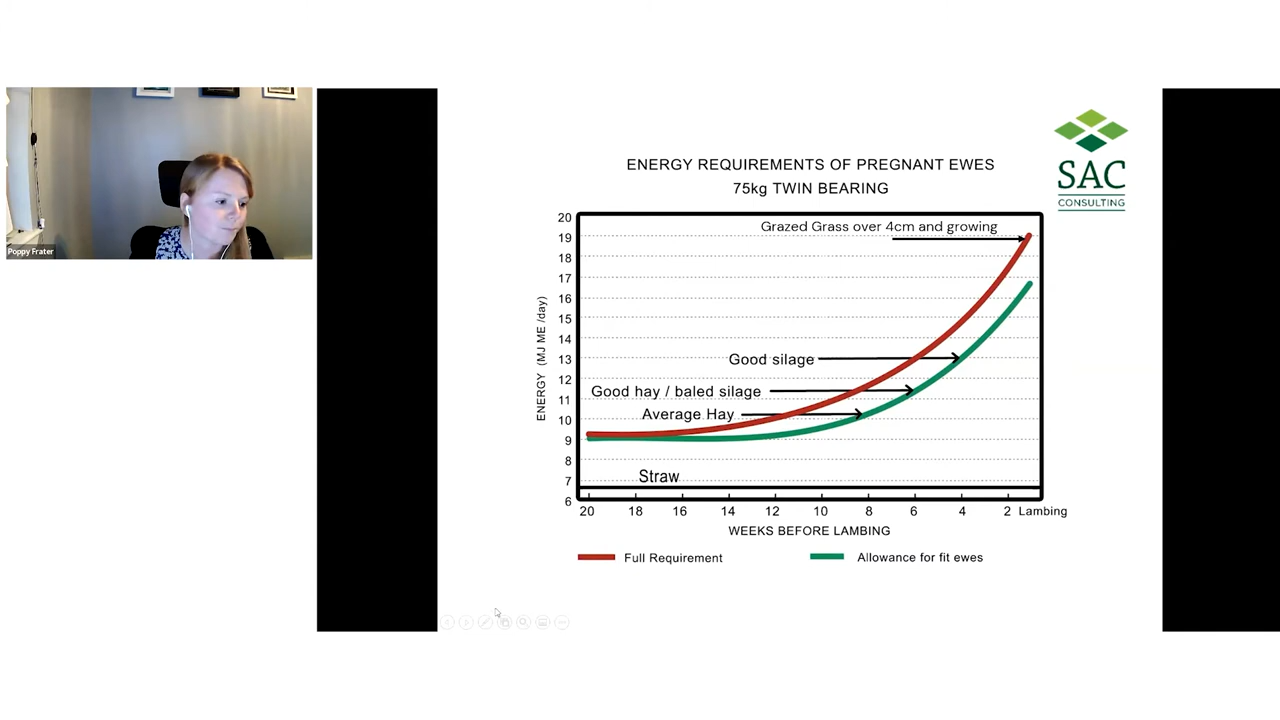 Poppy Frater
SAC
CONSULTING
ENERGY REQUIREMENTS OF PREGNANT EWES
75kg TWIN BEARING
Grazed Grass over 4cm and growing
Good silage
Good hay / baled silage
Average Hay
Straw
ENERGY (MJ ME /day)
20
19
18
17
16
15
14
13
12
11
10
9
8
7
6
20 18 16 14 12 10 8 6 4 2 Lambing
WEEKS BEFORE LAMBING
Full Requirement
Allowance for fit ewes